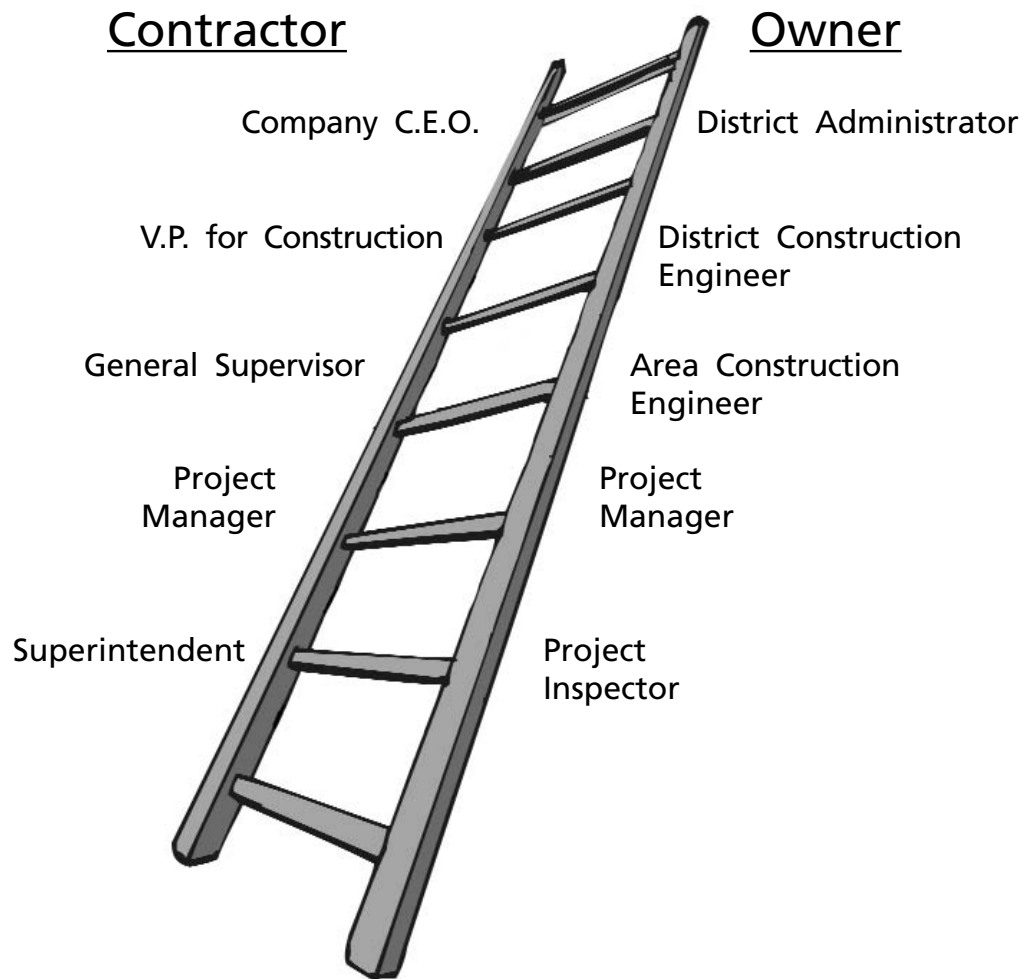 Contractor
Owner
Company C.E.O.
District Administrator
V.P. for Construction
District Construction
Engineer
General Supervisor
Area Construction
Engineer
Project
Manager
Project
Manager
Superintendent
Project
Inspector